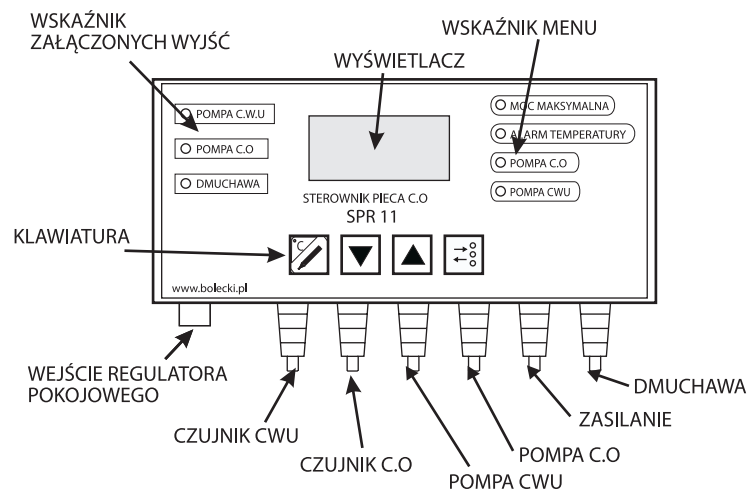 WSKAŹNIK
ZAŁĄCZONYCH WYJŚĆ
WYŚWIETLACZ
WSKAŹNIK MENU
POMPA C.W.U
POMPA C.O
DMUCHAWA
MOC MAKSYMALNA
ALARM TEMPERATURY
POMPA C.O
POMPA CWU
STEROWNIK PIECA C.O
SPR 11
KLAWIATURA
°C
www.bolecki.pl
WEJŚCIE REGULATORA
POKOJOWEGO
CZUJNIK CWU
CZUJNIK C.O
POMPA CWU
POMPA C.O
ZASILANIE
DMUCHAWA